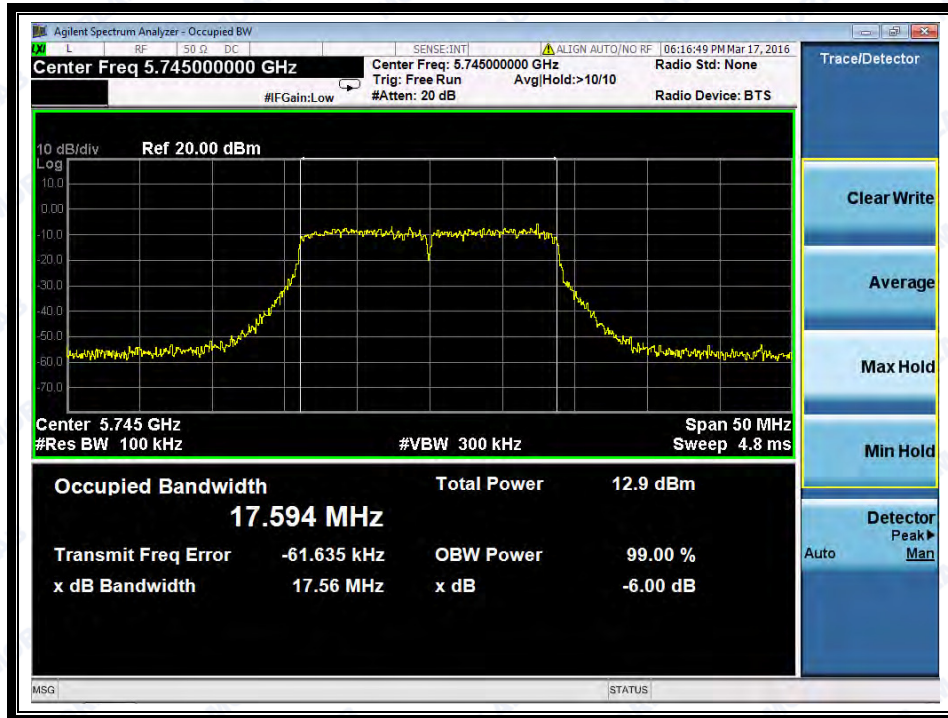 Agilent Spectrum Analyzer - Occupied BW
LXI L RF 50 Ω DC SENSE:INT ALIGN AUTO/NO RF 06:16:49 PM Mar 17, 2016
Center Freq 5.745000000 GHz
Center Freq: 5.745000000 GHz Radio Std: None
Trig: Free Run Avg|Hold:>10/10
#IFGain:Low #Atten: 20 dB Radio Device: BTS
10 dB/div Ref 20.00 dBm
Log
10.0
0.00
-10.0
-20.0
-30.0
-40.0
-50.0
-60.0
-70.0
Center 5.745 GHz Span 50 MHz
#Res BW 100 kHz #VBW 300 kHz Sweep 4.8 ms
Occupied Bandwidth Total Power 12.9 dBm
17.594 MHz
Transmit Freq Error -61.635 kHz OBW Power 99.00 %
x dB Bandwidth 17.56 MHz x dB -6.00 dB
MSG STATUS
Trace/Detector
Clear Write
Average
Max Hold
Min Hold
Detector
Peak▶
Auto Man